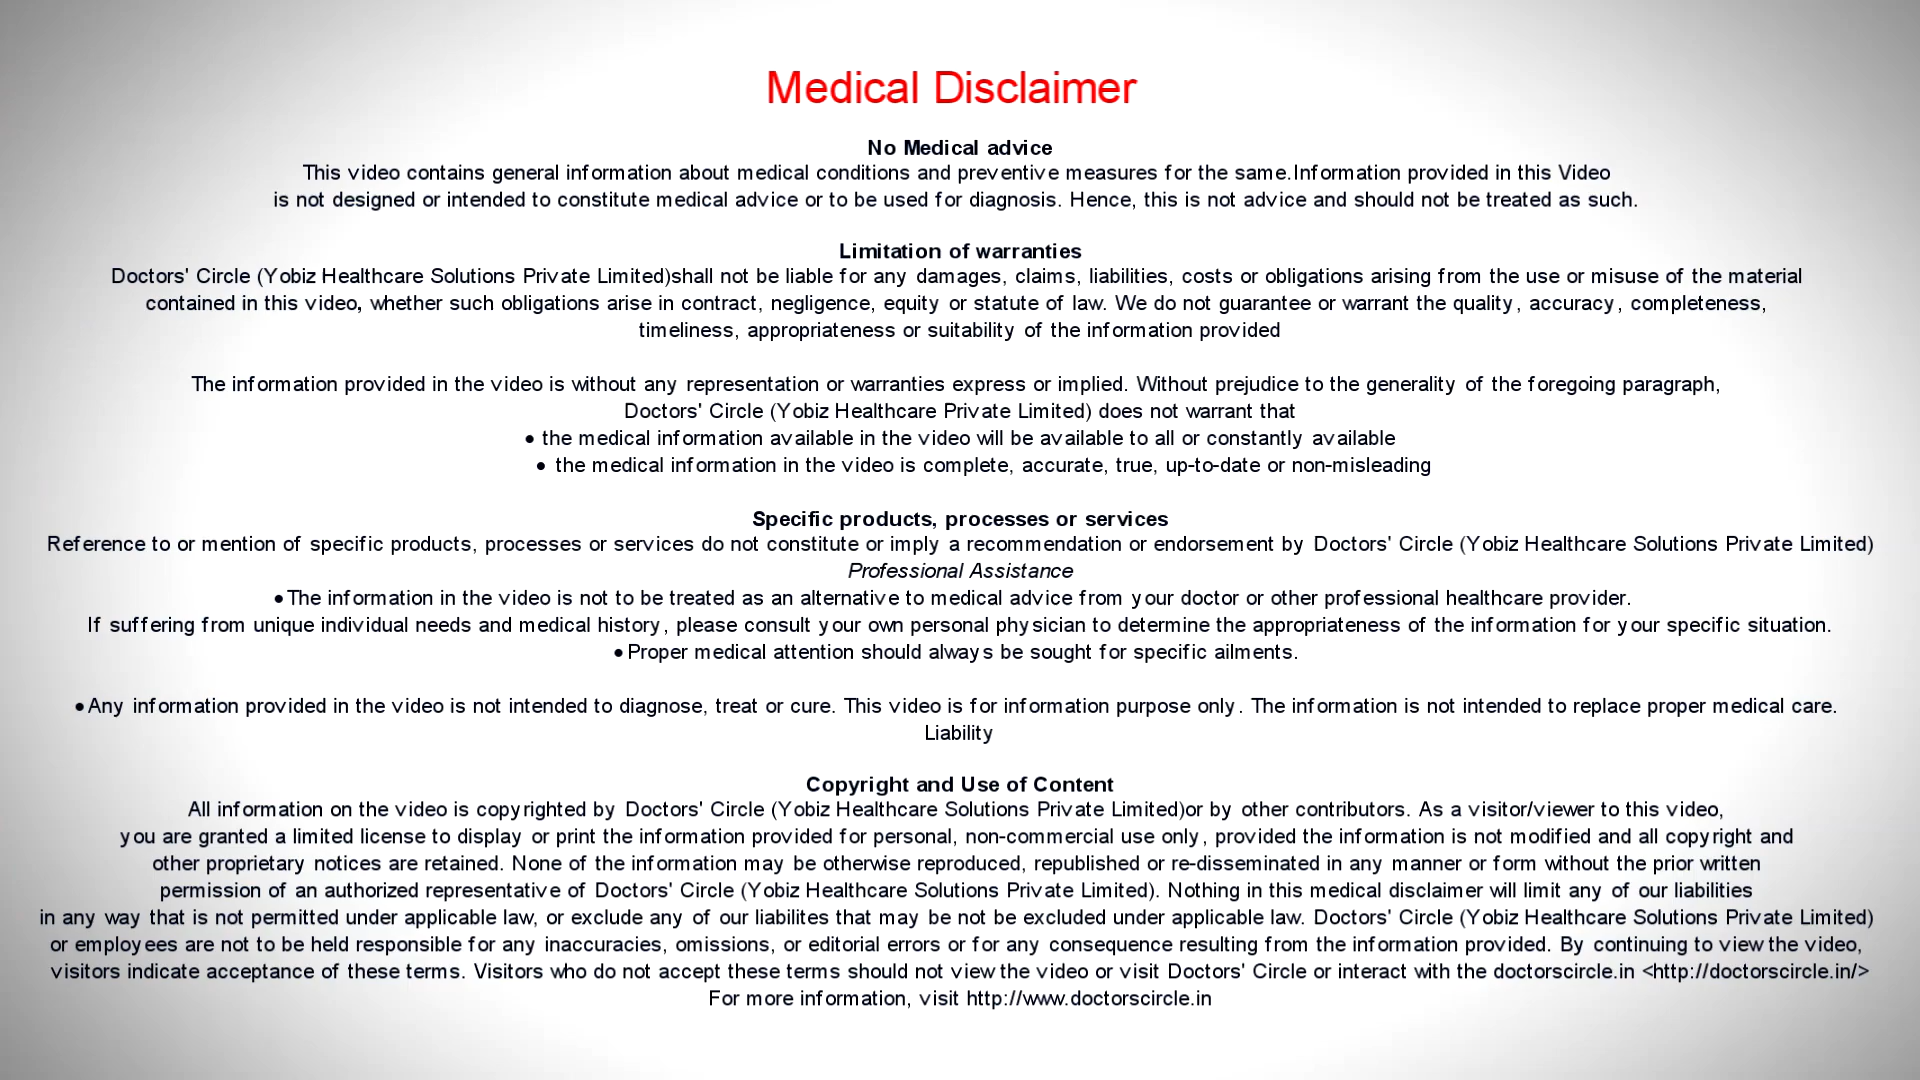 Medical Disclaimer
No Medical advice
This video contains general information about medical conditions and preventive measures for the same.Information provided in this Video
is not designed or intended to constitute medical advice or to be used for diagnosis. Hence, this is not advice and should not be treated as such.
Limitation of warranties
Doctors' Circle (Yobiz Healthcare Solutions Private Limited)shall not be liable for any damages, claims, liabilities, costs or obligations arising from the use or misuse of the material
contained in this video, whether such obligations arise in contract, negligence, equity or statute of law. We do not guarantee or warrant the quality, accuracy, completeness,
timeliness, appropriateness or suitability of the information provided
The information provided in the video is without any representation or warranties express or implied. Without prejudice to the generality of the foregoing paragraph,
Doctors' Circle (Yobiz Healthcare Private Limited) does not warrant that
• the medical information available in the video will be available to all or constantly available
• the medical information in the video is complete, accurate, true, up-to-date or non-misleading
Specific products, processes or services
Reference to or mention of specific products, processes or services do not constitute or imply a recommendation or endorsement by Doctors' Circle (Yobiz Healthcare Solutions Private Limited)
Professional Assistance
•The information in the video is not to be treated as an alternative to medical advice from your doctor or other professional healthcare provider.
If suffering from unique individual needs and medical history, please consult your own personal physician to determine the appropriateness of the information for your specific situation.
•Proper medical attention should always be sought for specific ailments.
•Any information provided in the video is not intended to diagnose, treat or cure. This video is for information purpose only. The information is not intended to replace proper medical care.
Liability
Copyright and Use of Content
All information on the video is copyrighted by Doctors' Circle (Yobiz Healthcare Solutions Private Limited)or by other contributors. As a visitor/viewer to this video,
you are granted a limited license to display or print the information provided for personal, non-commercial use only, provided the information is not modified and all copyright and
other proprietary notices are retained. None of the information may be otherwise reproduced, republished or re-disseminated in any manner or form without the prior written
permission of an authorized representative of Doctors' Circle (Yobiz Healthcare Solutions Private Limited). Nothing in this medical disclaimer will limit any of our liabilities
in any way that is not permitted under applicable law, or exclude any of our liabilites that may be not be excluded under applicable law. Doctors' Circle (Yobiz Healthcare Solutions Private Limited)
or employees are not to be held responsible for any inaccuracies, omissions, or editorial errors or for any consequence resulting from the information provided. By continuing to view the video,
visitors indicate acceptance of these terms. Visitors who do not accept these terms should not view the video or visit Doctors' Circle or interact with the doctorscircle.in <http://doctorscircle.in/>
For more information, visit http://www.doctorscircle.in